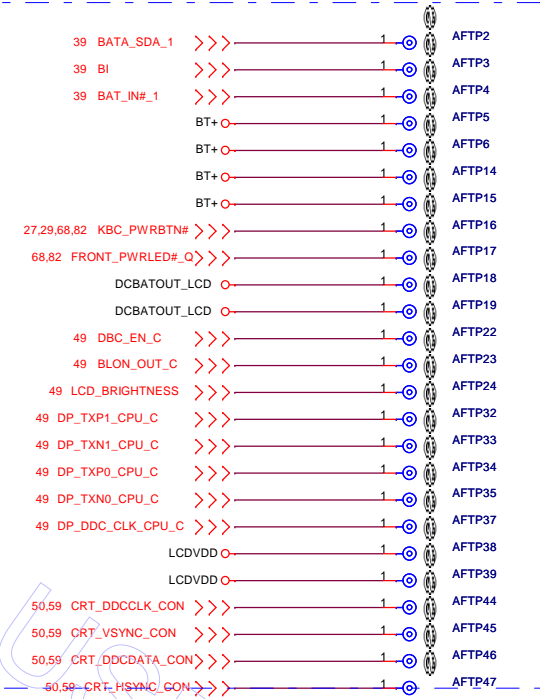 39 BATA_SDA_1 1 AFTP2
39 BI 1 AFTP3
39 BAT_IN#_1 1 AFTP4
BT+ 1 AFTP5
BT+ 1 AFTP6
BT+ 1 AFTP14
BT+ 1 AFTP15
27,29,68,82 KBC_PWRBTN# 1 AFTP16
68,82 FRONT_PWRLED#_Q 1 AFTP17
DCBATOUT_LCD 1 AFTP18
DCBATOUT_LCD 1 AFTP19
49 DBC_EN_C 1 AFTP22
49 BLON_OUT_C 1 AFTP23
49 LCD_BRIGHTNESS 1 AFTP24
49 DP_TXP1_CPU_C 1 AFTP32
49 DP_TXN1_CPU_C 1 AFTP33
49 DP_TXP0_CPU_C 1 AFTP34
49 DP_TXN0_CPU_C 1 AFTP35
49 DP_DDC_CLK_CPU_C 1 AFTP37
LCDVDD 1 AFTP38
LCDVDD 1 AFTP39
50,59 CRT_DDCCLK_CON 1 AFTP44
50,59 CRT_VSYNC_CON 1 AFTP45
50,59 CRT_DDCDATA_CON 1 AFTP46
50,59 CRT_HSYNC_CON 1 AFTP47